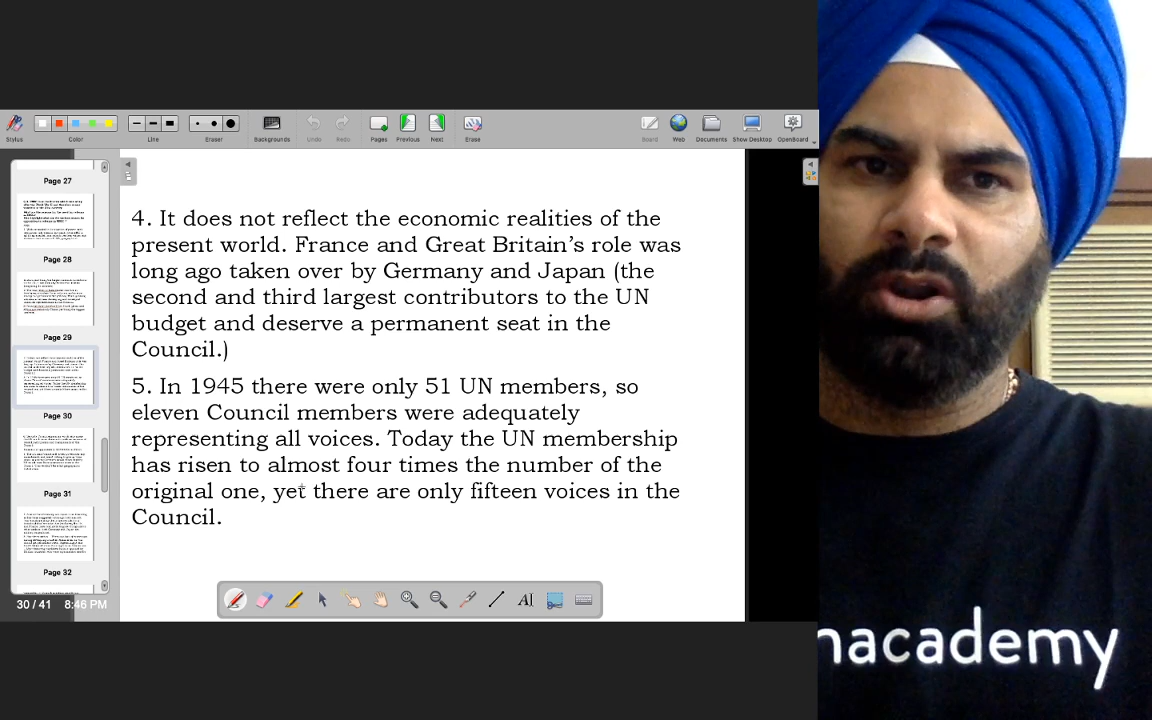 Stylus
Color
Line
Eraser
Backgrounds
Undo
Redo
Pages
Previous
Next
Erase
Board
Web
Documents
Show Desktop
OpenBoard
Page 27
Page 28
Page 29
Page 30
Page 31
Page 32
30 / 41 8:46 PM
4. It does not reflect the economic realities of the
present world. France and Great Britain's role was
long ago taken over by Germany and Japan (the
second and third largest contributors to the UN
budget and deserve a permanent seat in the
Council.)
5. In 1945 there were only 51 UN members, so
eleven Council members were adequately
representing all voices. Today the UN membership
has risen to almost four times the number of the
original one, yet there are only fifteen voices in the
Council.
AI
nacademy